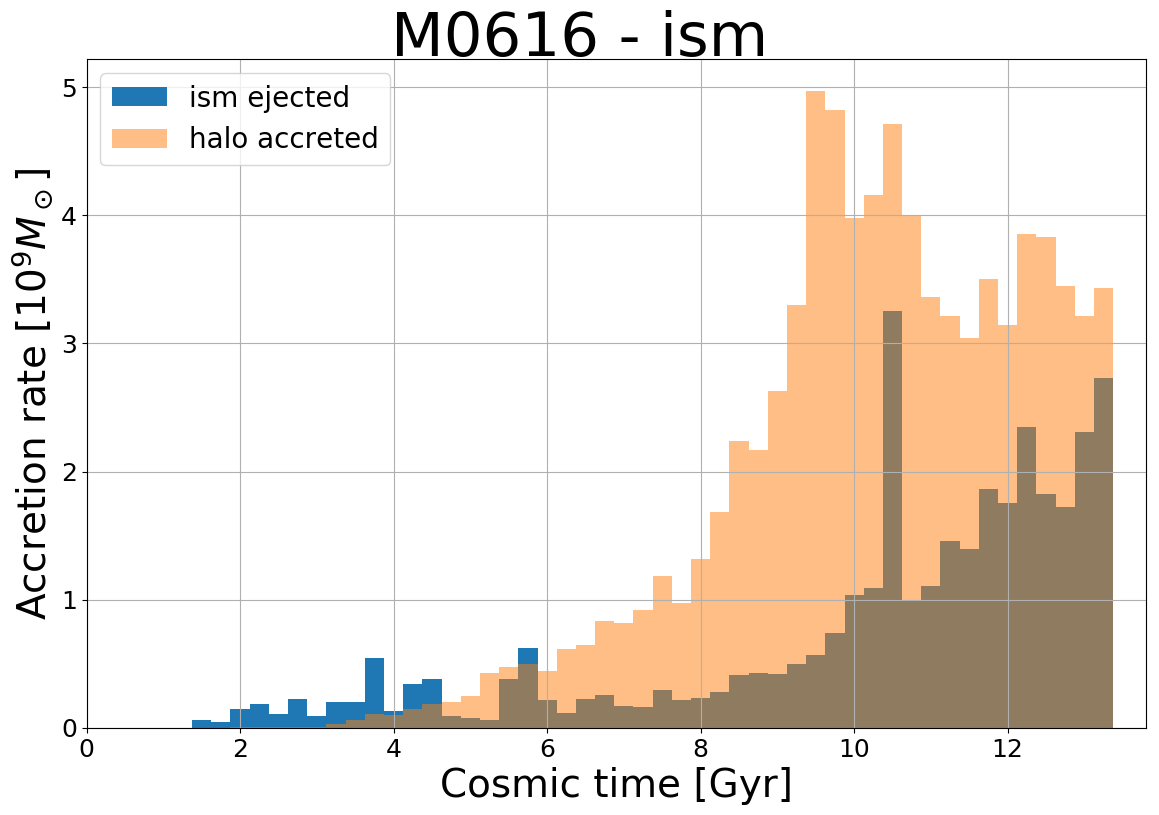 M0616 - ism
ism ejected
halo accreted
Accretion rate [10⁹M⊙]
5
4
3
2
1
0
0 2 4 6 8 10 12
Cosmic time [Gyr]